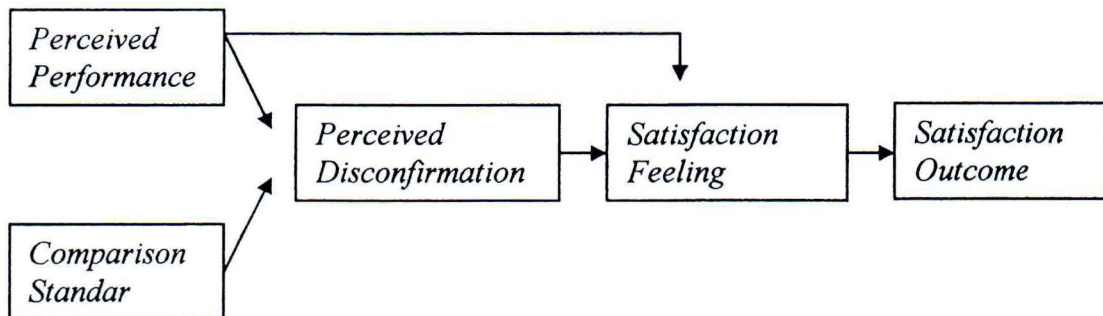 Perceived
Performance
Perceived
Disconfirmation
Satisfaction
Feeling
Satisfaction
Outcome
Comparison
Standar